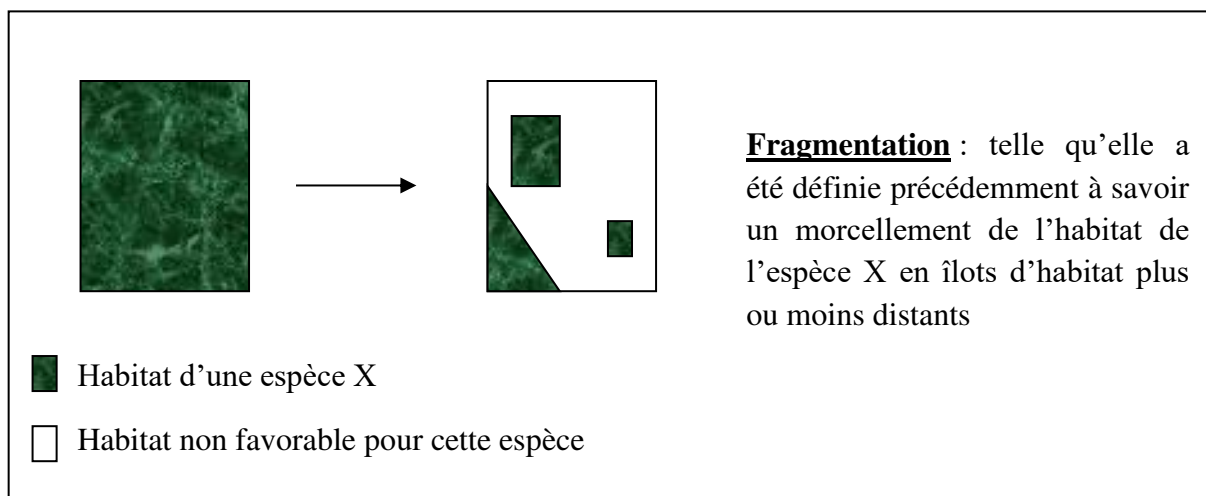 Fragmentation : telle qu’elle a
été définie précédemment à savoir
un morcellement de l’habitat de
l’espèce X en îlots d’habitat plus
ou moins distants
Habitat d’une espèce X
Habitat non favorable pour cette espèce